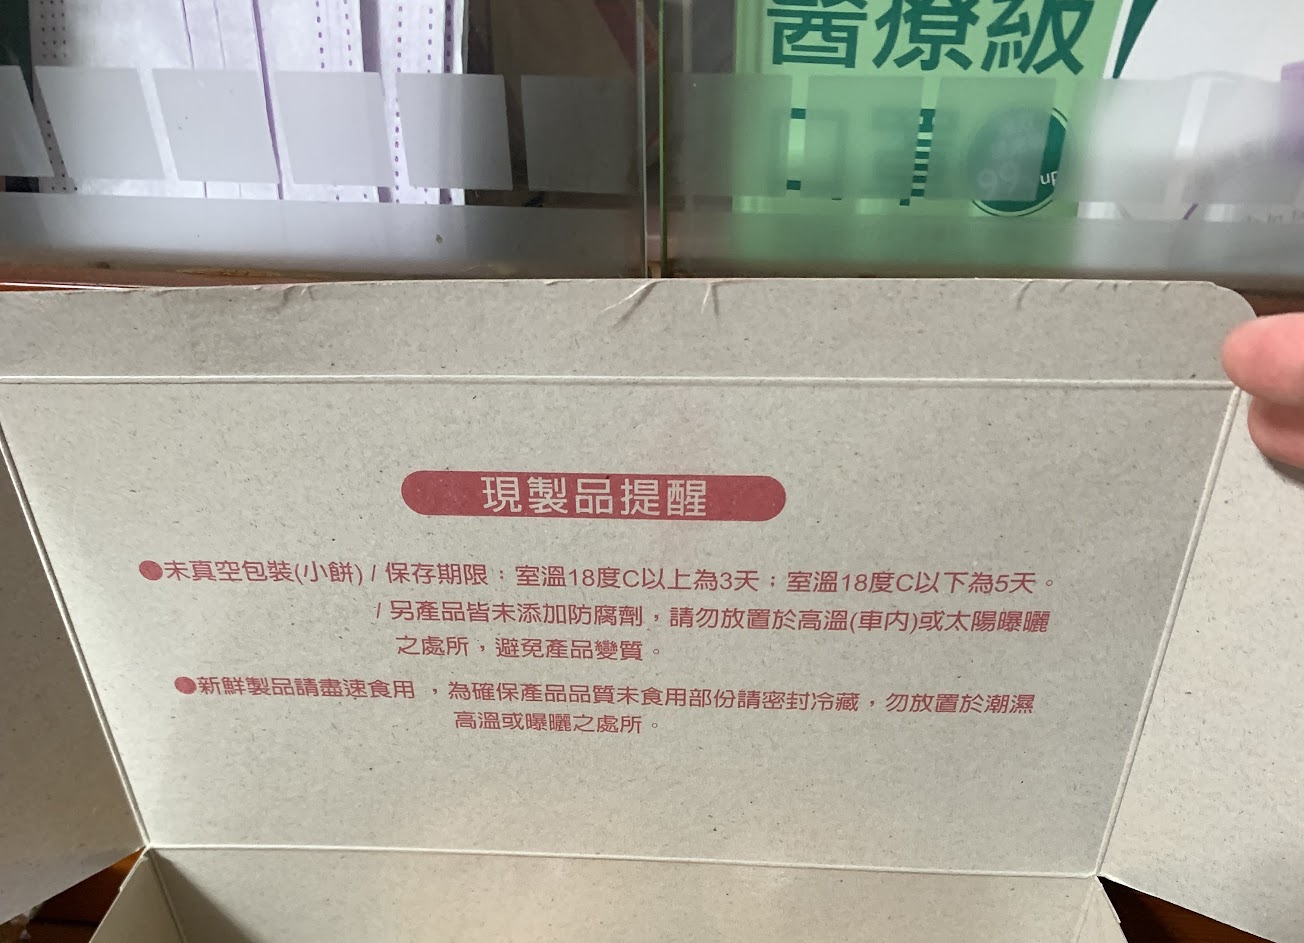 醫療級
口罩
99
up
現製品提醒
●未真空包裝(小餅) / 保存期限：室溫18度C以上為3天；室溫18度C以下為5天。
/ 另產品皆未添加防腐劑，請勿放置於高溫(車內)或太陽曝曬
之處所，避免產品變質。
●新鮮製品請盡速食用 ，為確保產品品質未食用部份請密封冷藏，勿放置於潮濕
高溫或曝曬之處所。